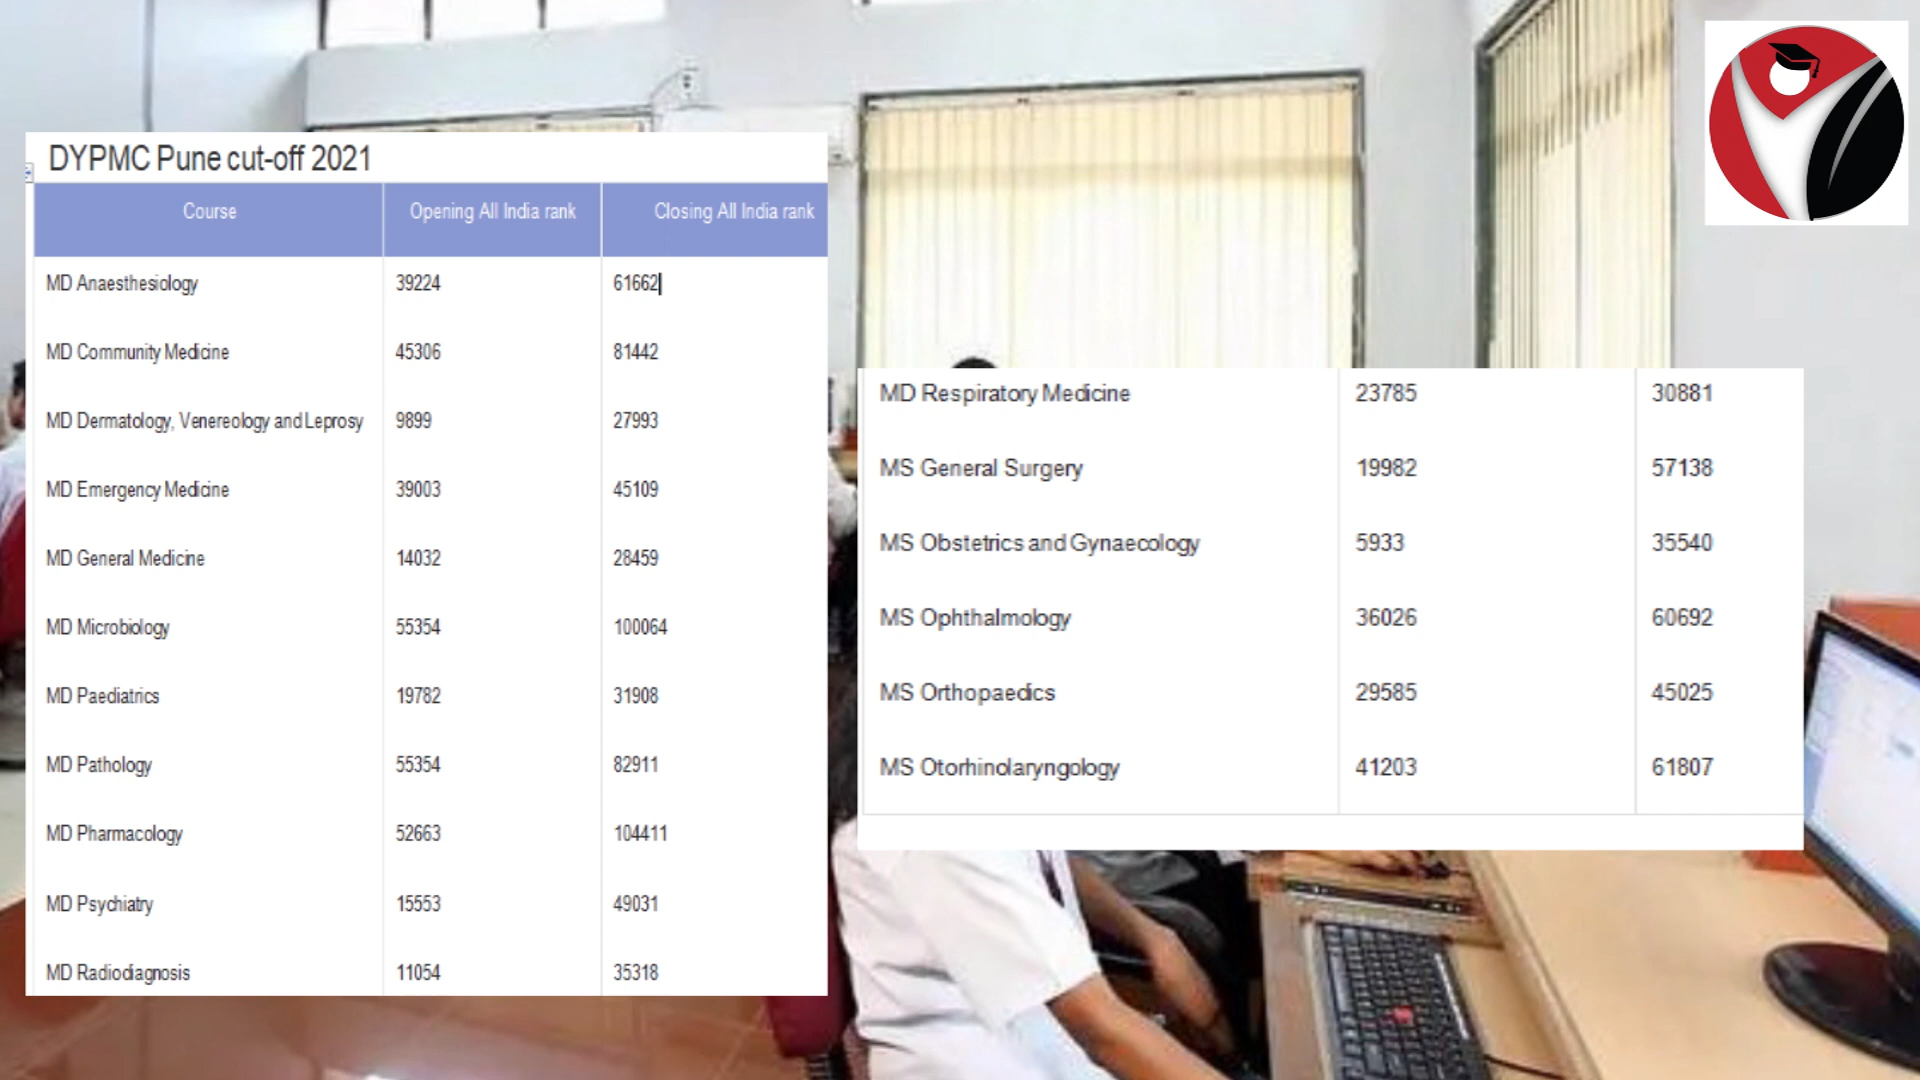 DYPMC Pune cut-off 2021
Course Opening All India rank Closing All India rank
MD Anaesthesiology 39224 61662
MD Community Medicine 45306 81442
MD Dermatology, Venereology and Leprosy 9899 27993
MD Emergency Medicine 39003 45109
MD General Medicine 14032 28459
MD Microbiology 55354 100064
MD Paediatrics 19782 31908
MD Pathology 55354 82911
MD Pharmacology 52663 104411
MD Psychiatry 15553 49031
MD Radiodiagnosis 11054 35318
MD Respiratory Medicine 23785 30881
MS General Surgery 19982 57138
MS Obstetrics and Gynaecology 5933 35540
MS Ophthalmology 36026 60692
MS Orthopaedics 29585 45025
MS Otorhinolaryngology 41203 61807